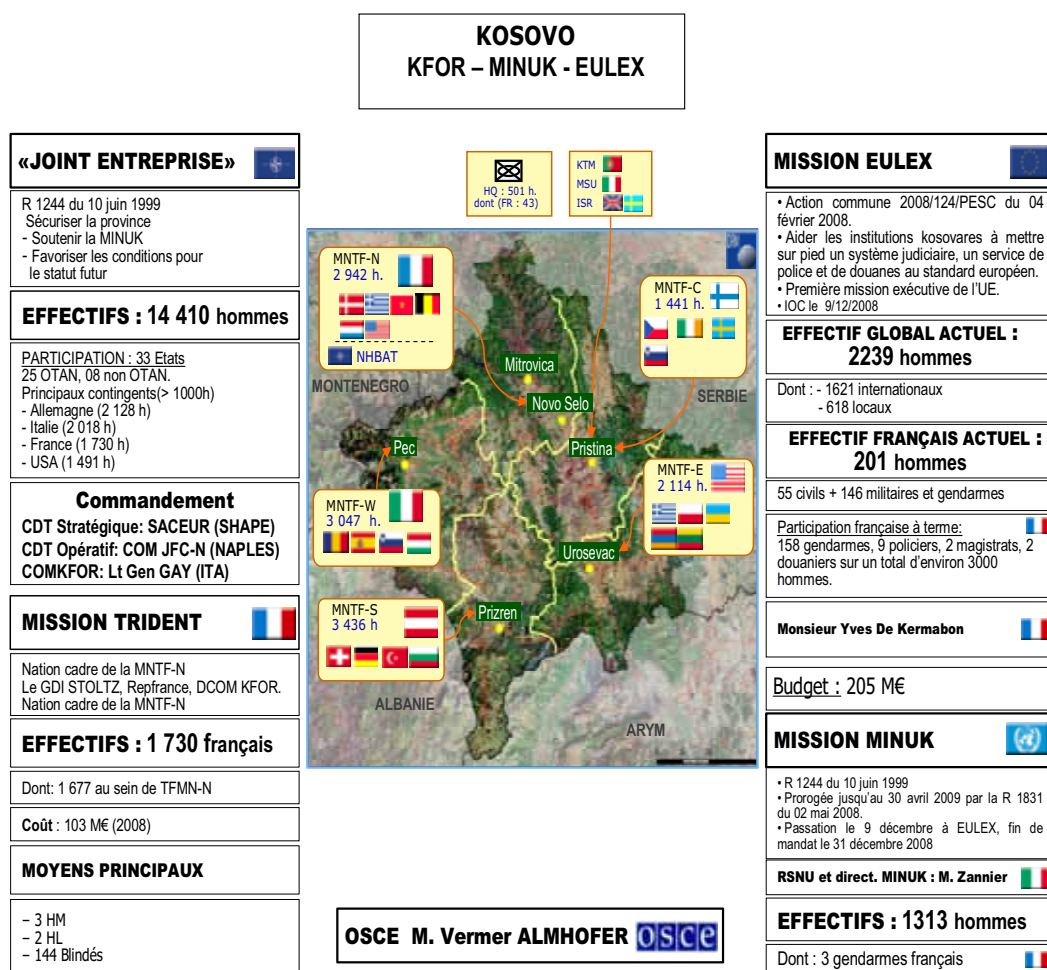 KOSOVO
KFOR – MINUK - EULEX
«JOINT ENTREPRISE»
R 1244 du 10 juin 1999
Sécuriser la province
- Soutenir la MINUK
- Favoriser les conditions pour
le statut futur
EFFECTIFS : 14 410 hommes
PARTICIPATION : 33 Etats
25 OTAN, 08 non OTAN.
Principaux contingents(> 1000h)
- Allemagne (2 128 h)
- Italie (2 018 h)
- France (1 730 h)
- USA (1 491 h)
Commandement
CDT Stratégique: SACEUR (SHAPE)
CDT Opératif: COM JFC-N (NAPLES)
COMKFOR: Lt Gen GAY (ITA)
MISSION TRIDENT
Nation cadre de la MNTF-N
Le GDI STOLTZ, Repfrance, DCOM KFOR.
Nation cadre de la MNTF-N
EFFECTIFS : 1 730 français
Dont: 1 677 au sein de TFMN-N
Coût : 103 M€ (2008)
MOYENS PRINCIPAUX
– 3 HM
– 2 HL
– 144 Blindés
HQ : 501 h.
dont (FR : 43)
KTM
MSU
ISR
MNTF-N
2 942 h.
NHBAT
MNTF-C
1 441 h.
MONTENEGRO
Mitrovica
SERBIE
Novo Selo
Pec
Pristina
MNTF-E
2 114 h.
MNTF-W
3 047 h.
Urosevac
MNTF-S
3 436 h
Prizren
ALBANIE
ARYM
OSCE M. Vermer ALMHOFER
osce
MISSION EULEX
• Action commune 2008/124/PESC du 04
février 2008.
• Aider les institutions kosovares à mettre
sur pied un système judiciaire, un service de
police et de douanes au standard européen.
• Première mission exécutive de l'UE.
• IOC le 9/12/2008
EFFECTIF GLOBAL ACTUEL :
2239 hommes
Dont : - 1621 internationaux
- 618 locaux
EFFECTIF FRANÇAIS ACTUEL :
201 hommes
55 civils + 146 militaires et gendarmes
Participation française à terme:
158 gendarmes, 9 policiers, 2 magistrats, 2
douaniers sur un total d'environ 3000
hommes.
Monsieur Yves De Kermabon
Budget : 205 M€
MISSION MINUK
• R 1244 du 10 juin 1999
• Prorogée jusqu'au 30 avril 2009 par la R 1831
du 02 mai 2008.
• Passation le 9 décembre à EULEX, fin de
mandat le 31 décembre 2008
RSNU et direct. MINUK : M. Zannier
EFFECTIFS : 1313 hommes
Dont : 3 gendarmes français